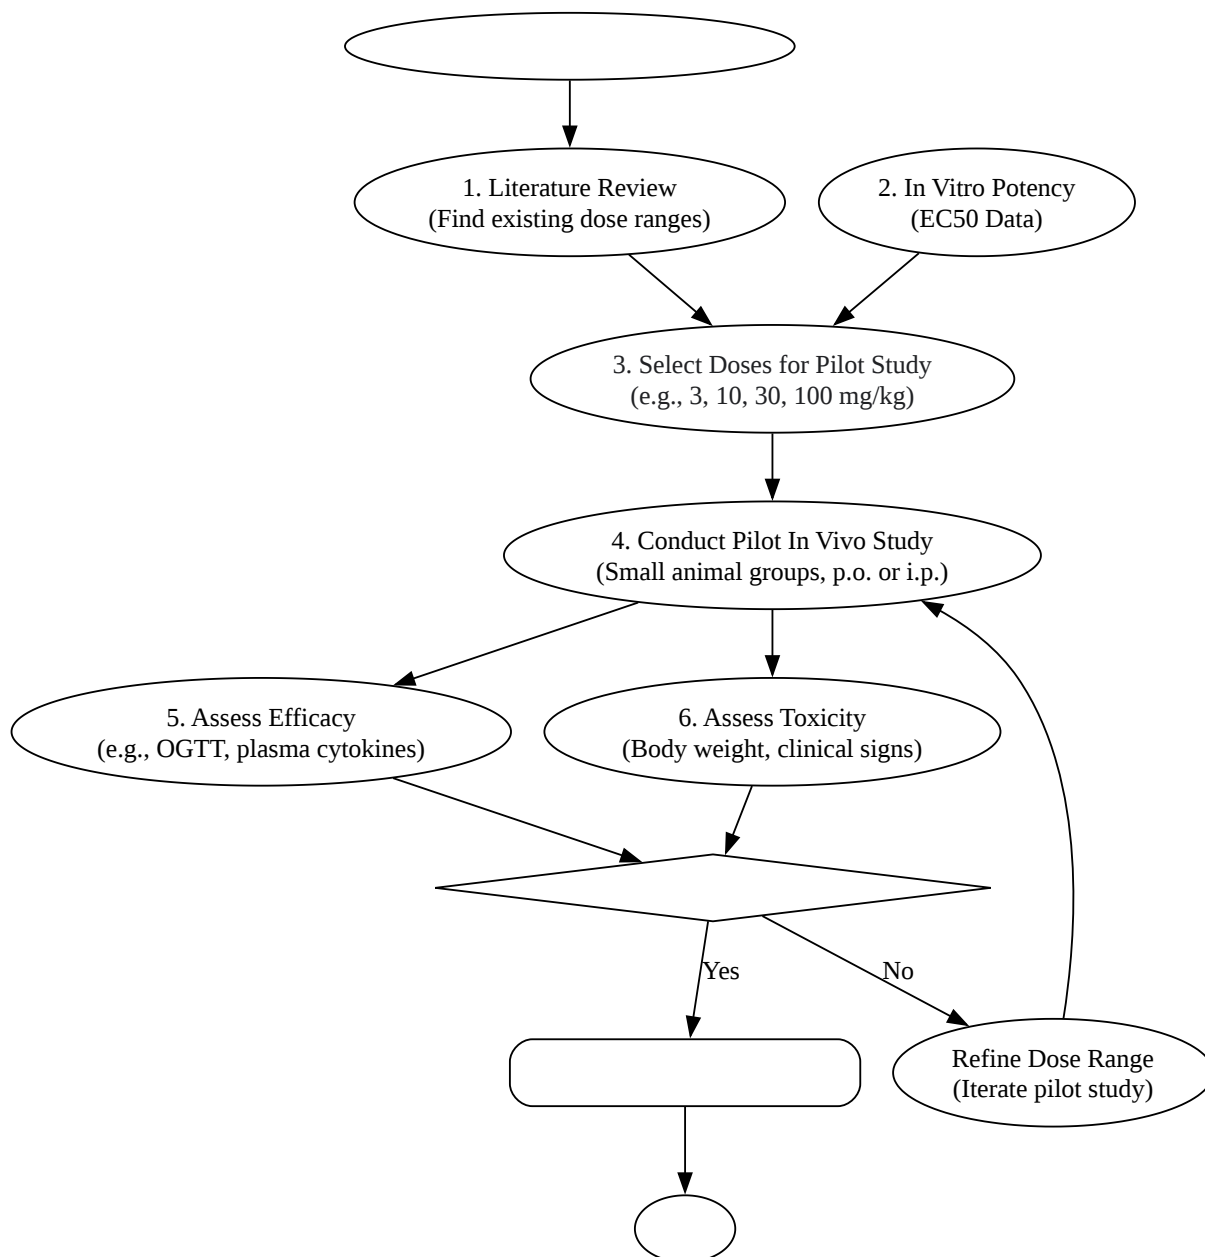 1. Literature Review
(Find existing dose ranges)
2. In Vitro Potency
(EC50 Data)
3. Select Doses for Pilot Study
(e.g., 3, 10, 30, 100 mg/kg)
4. Conduct Pilot In Vivo Study
(Small animal groups, p.o. or i.p.)
5. Assess Efficacy
(e.g., OGTT, plasma cytokines)
6. Assess Toxicity
(Body weight, clinical signs)
Yes
No
Refine Dose Range
(Iterate pilot study)